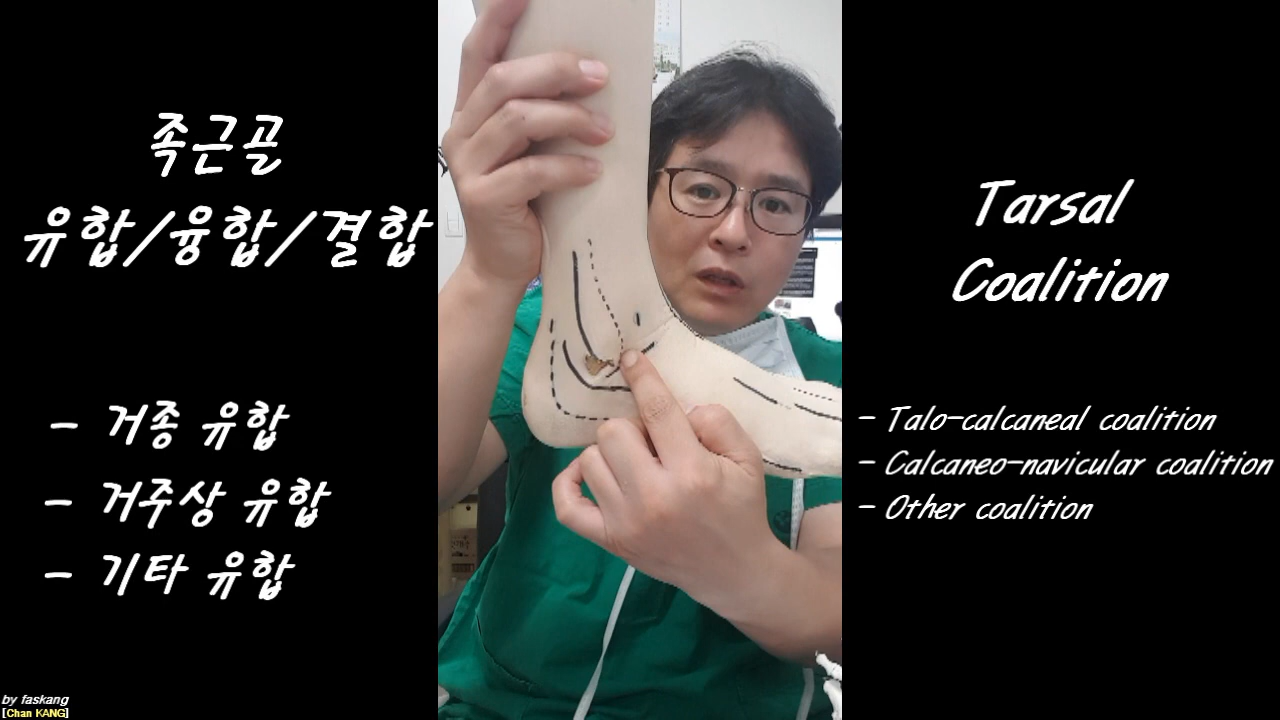 족근골
유합/융합/결합
- 거종 유합
- 거주상 유합
- 기타 유합
by faskang
[Chan KANG]
Tarsal
Coalition
- Talo-calcaneal coalition
- Calcaneo-navicular coalition
- Other coalition